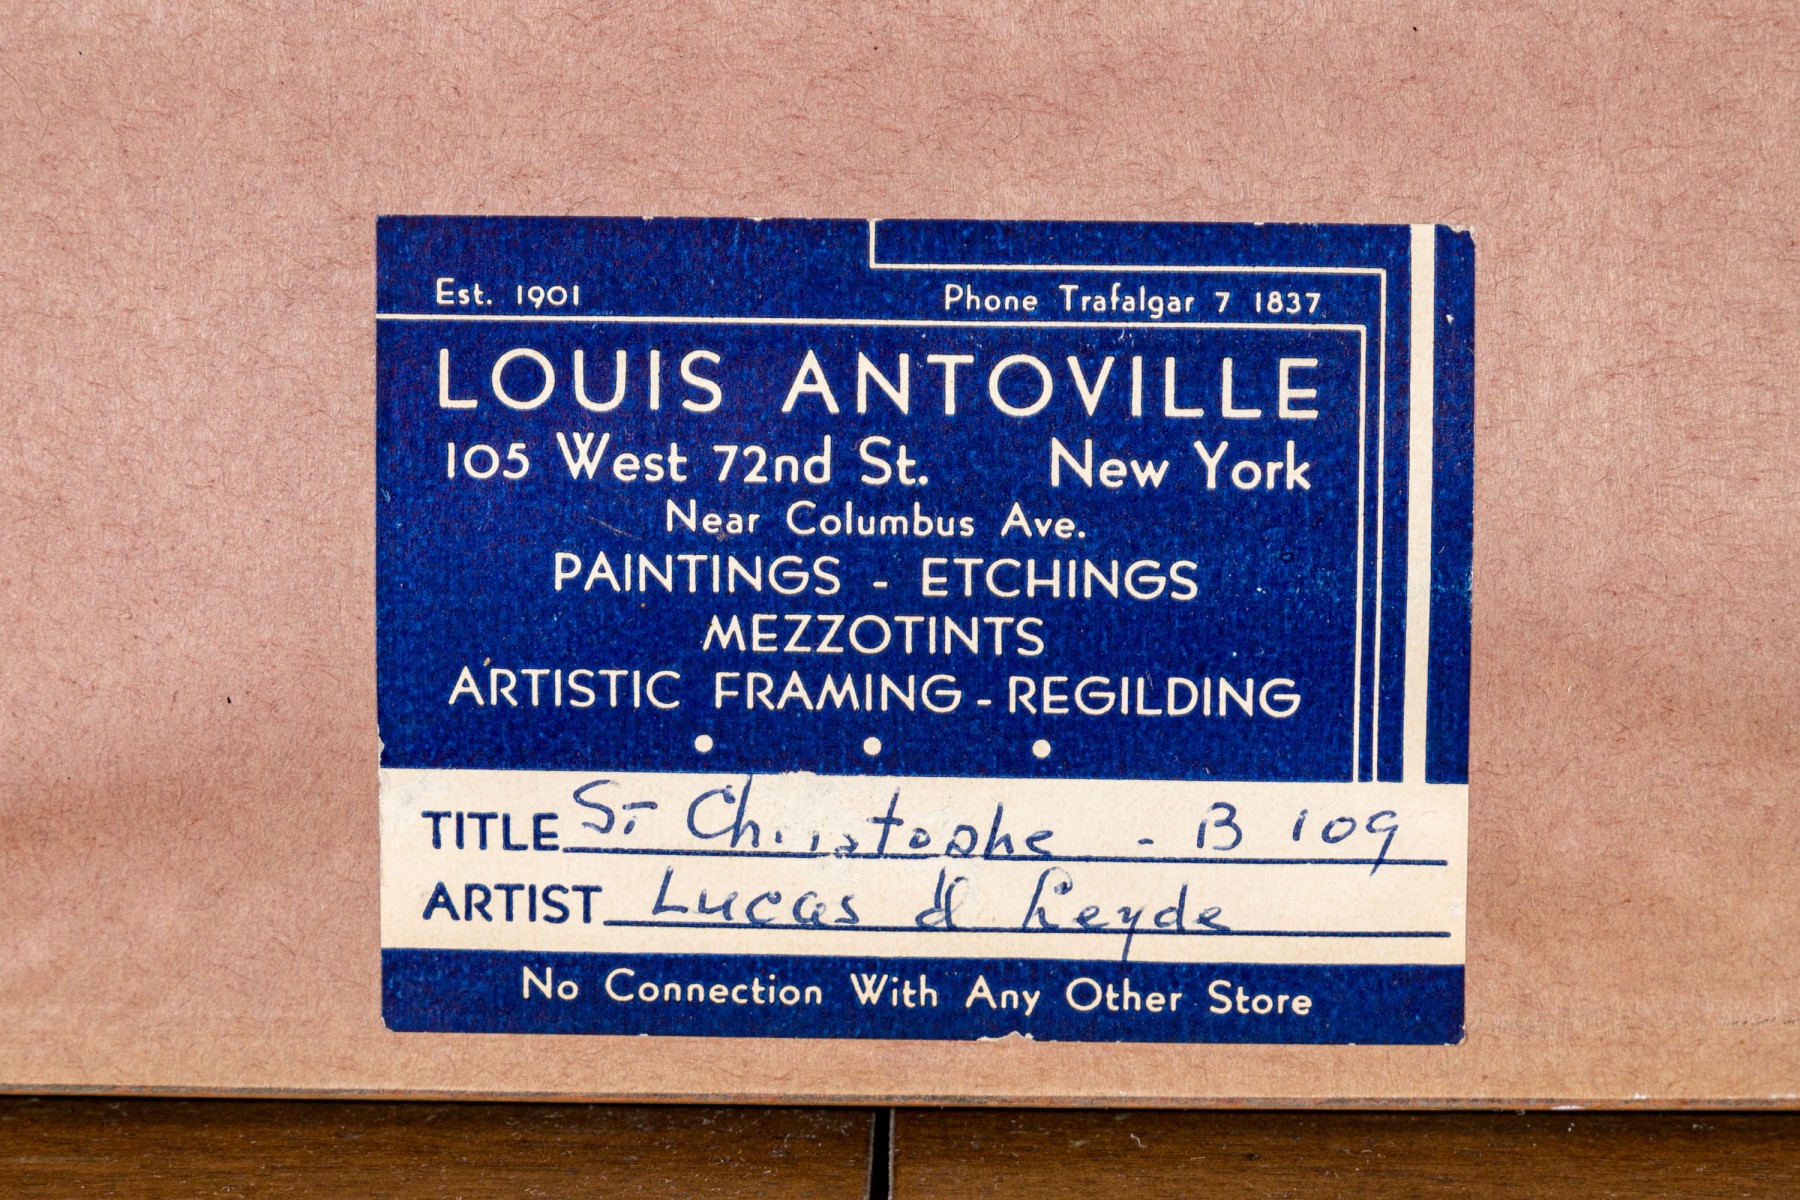 Est. 1901 Phone Trafalgar 7 1837
LOUIS ANTOVILLE
105 West 72nd St. New York
Near Columbus Ave.
PAINTINGS - ETCHINGS
MEZZOTINTS
ARTISTIC FRAMING - REGILDING
TITLE St Christophe - B 109
ARTIST Lucas d Leyde
No Connection With Any Other Store